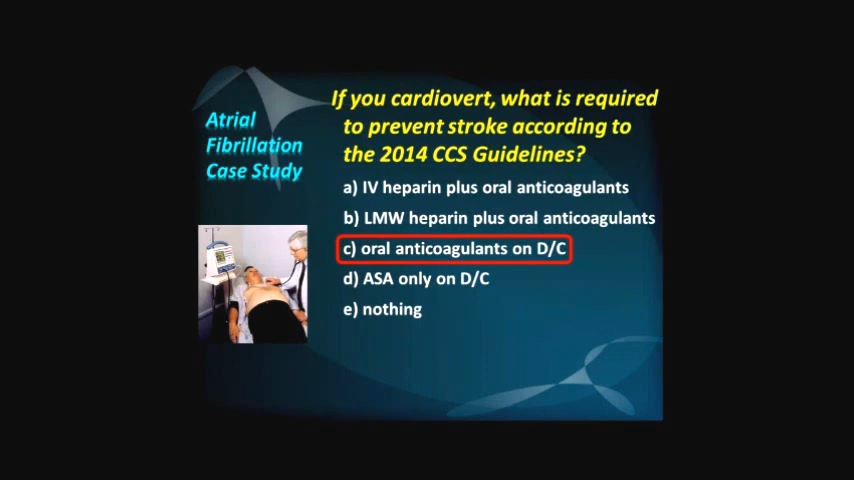 Atrial
Fibrillation
Case Study
If you cardiovert, what is required
to prevent stroke according to
the 2014 CCS Guidelines?
a) IV heparin plus oral anticoagulants
b) LMW heparin plus oral anticoagulants
c) oral anticoagulants on D/C
d) ASA only on D/C
e) nothing